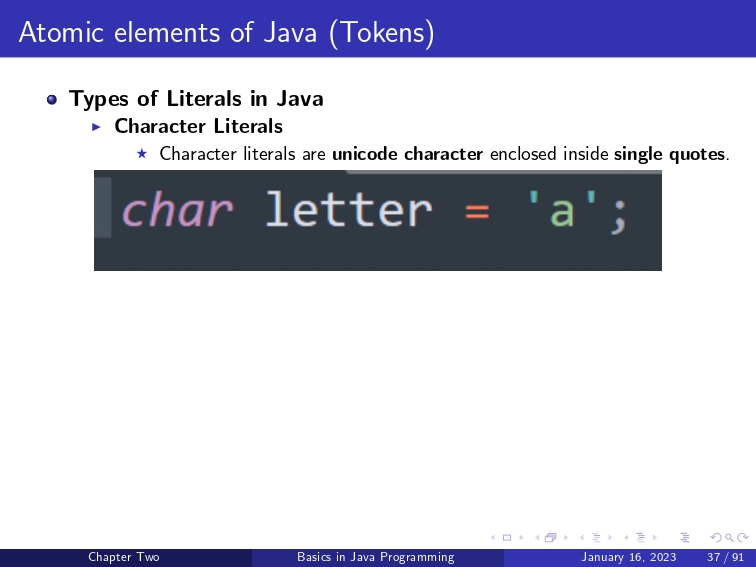 Atomic elements of Java (Tokens)
Types of Literals in Java
Character Literals
Character literals are unicode character enclosed inside single quotes.
char letter = 'a';
Chapter Two
Basics in Java Programming
January 16, 2023
37 / 91